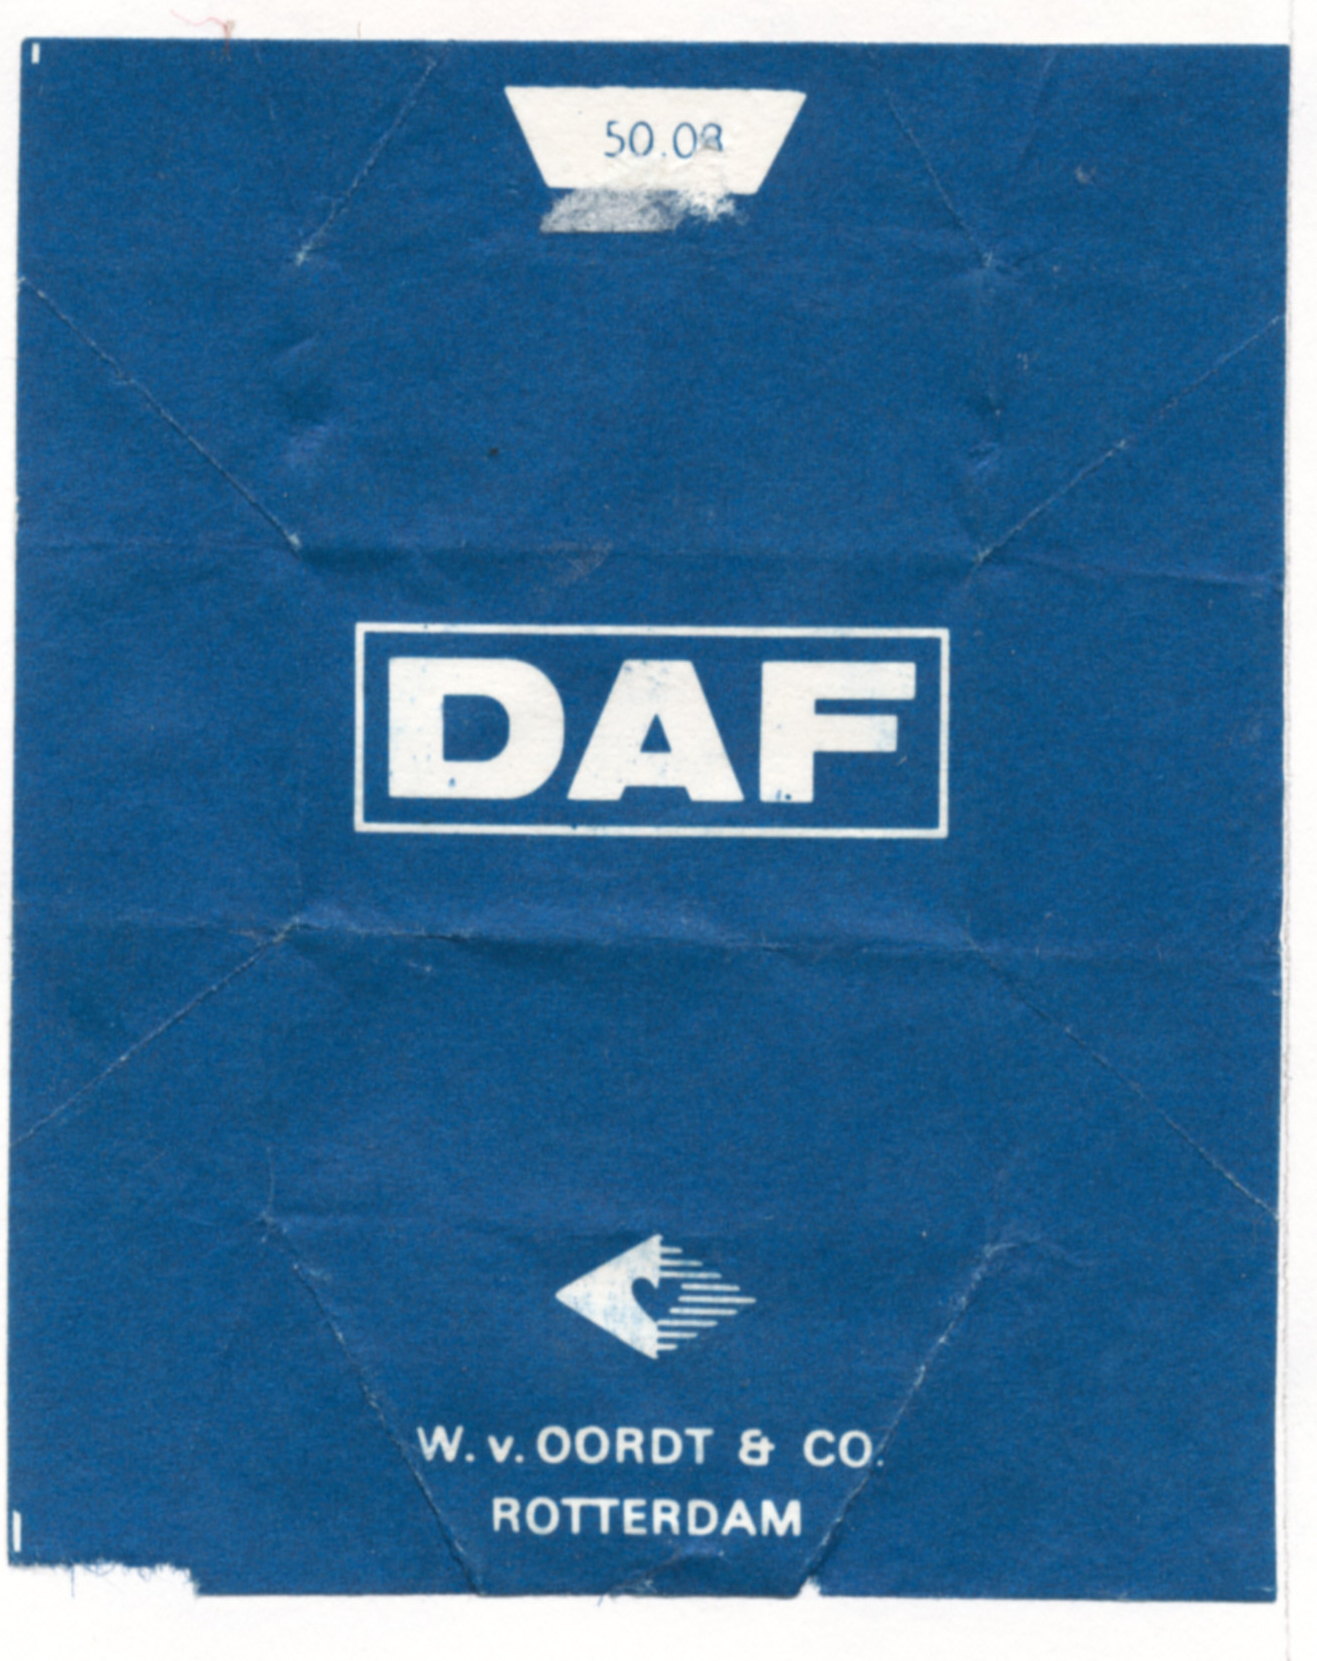 50.08
DAF
W. v. OORDT & CO.
ROTTERDAM